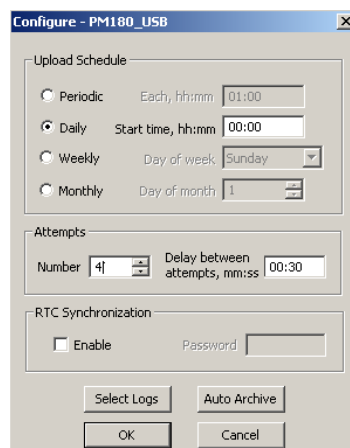 Configure - PM180_USB
Upload Schedule
Periodic Each, hh:mm 01:00
Daily Start time, hh:mm 00:00
Weekly Day of week Sunday
Monthly Day of month 1
Attempts
Number 4 Delay between attempts, mm:ss 00:30
RTC Synchronization
Enable Password
Select Logs Auto Archive
OK Cancel